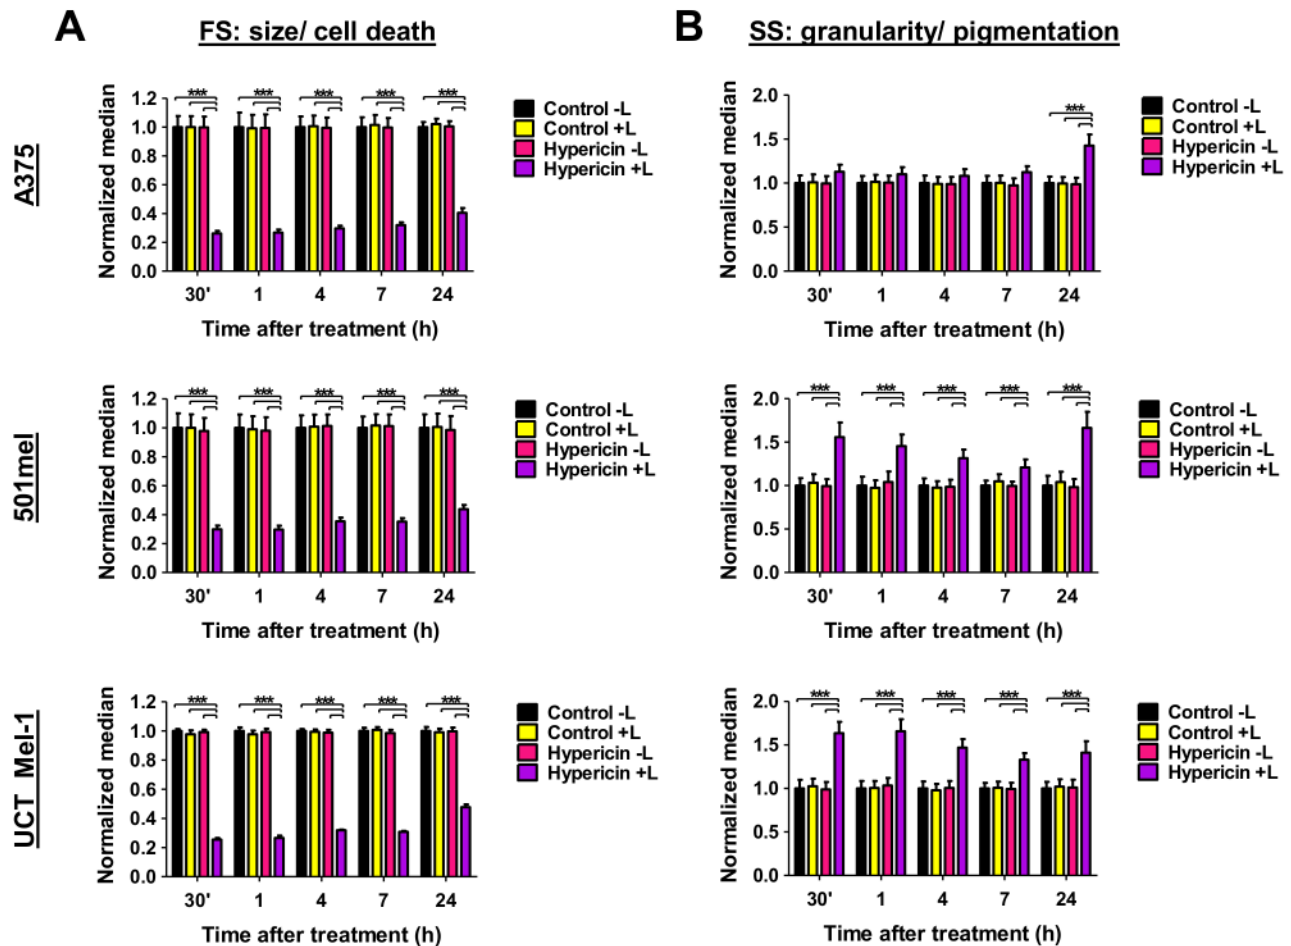 A
FS: size/ cell death
B
SS: granularity/ pigmentation
A375
Normalized median
1.2
1.0
0.8
0.6
0.4
0.2
0.0
***
***
***
***
***
30'
1
4
7
24
Time after treatment (h)
Control -L
Control +L
Hypericin -L
Hypericin +L
Normalized median
2.0
1.5
1.0
0.5
0.0
***
30'
1
4
7
24
Time after treatment (h)
Control -L
Control +L
Hypericin -L
Hypericin +L
501mel
Normalized median
1.2
1.0
0.8
0.6
0.4
0.2
0.0
***
***
***
***
***
30'
1
4
7
24
Time after treatment (h)
Control -L
Control +L
Hypericin -L
Hypericin +L
Normalized median
2.0
1.5
1.0
0.5
0.0
***
***
***
***
***
30'
1
4
7
24
Time after treatment (h)
Control -L
Control +L
Hypericin -L
Hypericin +L
UCT Mel-1
Normalized median
1.2
1.0
0.8
0.6
0.4
0.2
0.0
***
***
***
***
***
30'
1
4
7
24
Time after treatment (h)
Control -L
Control +L
Hypericin -L
Hypericin +L
Normalized median
2.0
1.5
1.0
0.5
0.0
***
***
***
***
***
30'
1
4
7
24
Time after treatment (h)
Control -L
Control +L
Hypericin -L
Hypericin +L